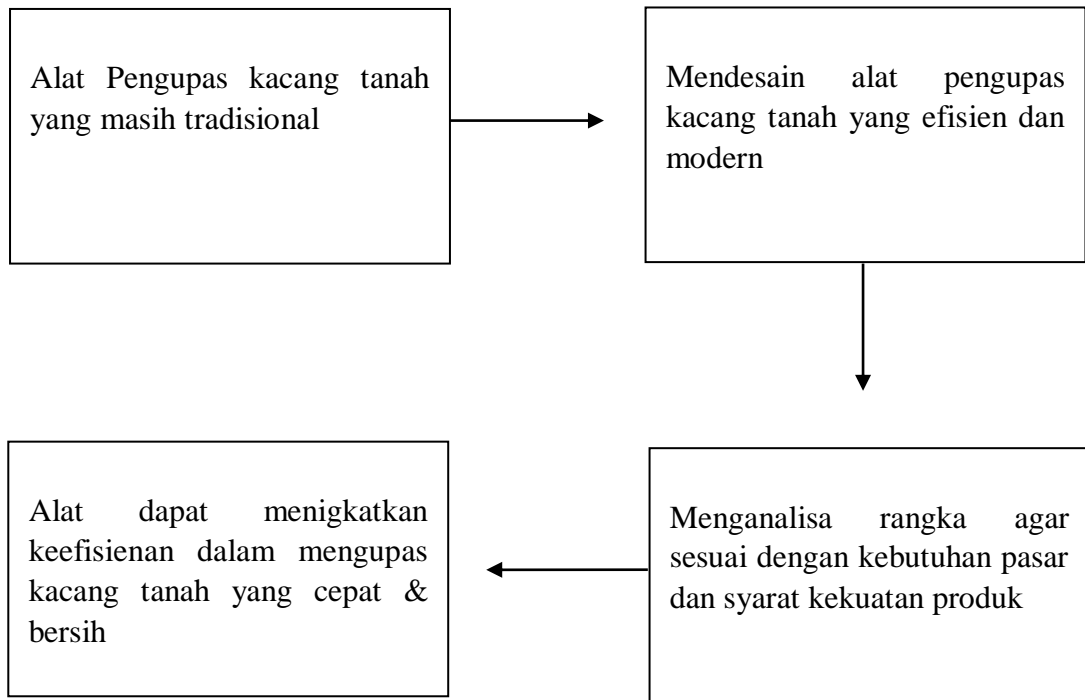 Alat Pengupas kacang tanah
yang masih tradisional
Mendesain alat pengupas
kacang tanah yang efisien dan
modern
Menganalisa rangka agar
sesuai dengan kebutuhan pasar
dan syarat kekuatan produk
Alat dapat menigkatkan
keefisienan dalam mengupas
kacang tanah yang cepat &
bersih